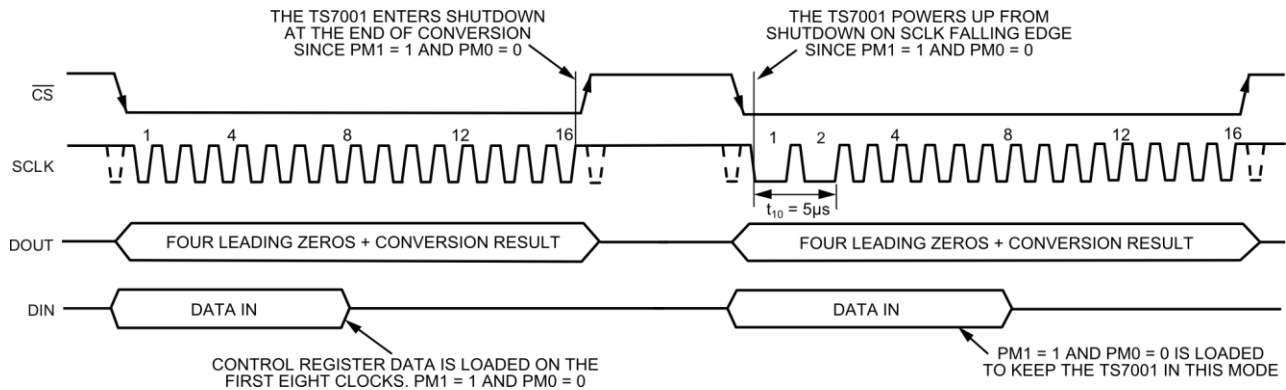 THE TS7001 ENTERS SHUTDOWN
AT THE END OF CONVERSION
SINCE PM1 = 1 AND PM0 = 0
THE TS7001 POWERS UP FROM
SHUTDOWN ON SCLK FALLING EDGE
SINCE PM1 = 1 AND PM0 = 0
CS
1 4 8 12 16 1 2 4 8 12 16
SCLK
t10 = 5µs
DOUT FOUR LEADING ZEROS + CONVERSION RESULT FOUR LEADING ZEROS + CONVERSION RESULT
DIN DATA IN DATA IN
CONTROL REGISTER DATA IS LOADED ON THE
FIRST EIGHT CLOCKS. PM1 = 1 AND PM0 = 0
PM1 = 1 AND PM0 = 0 IS LOADED
TO KEEP THE TS7001 IN THIS MODE